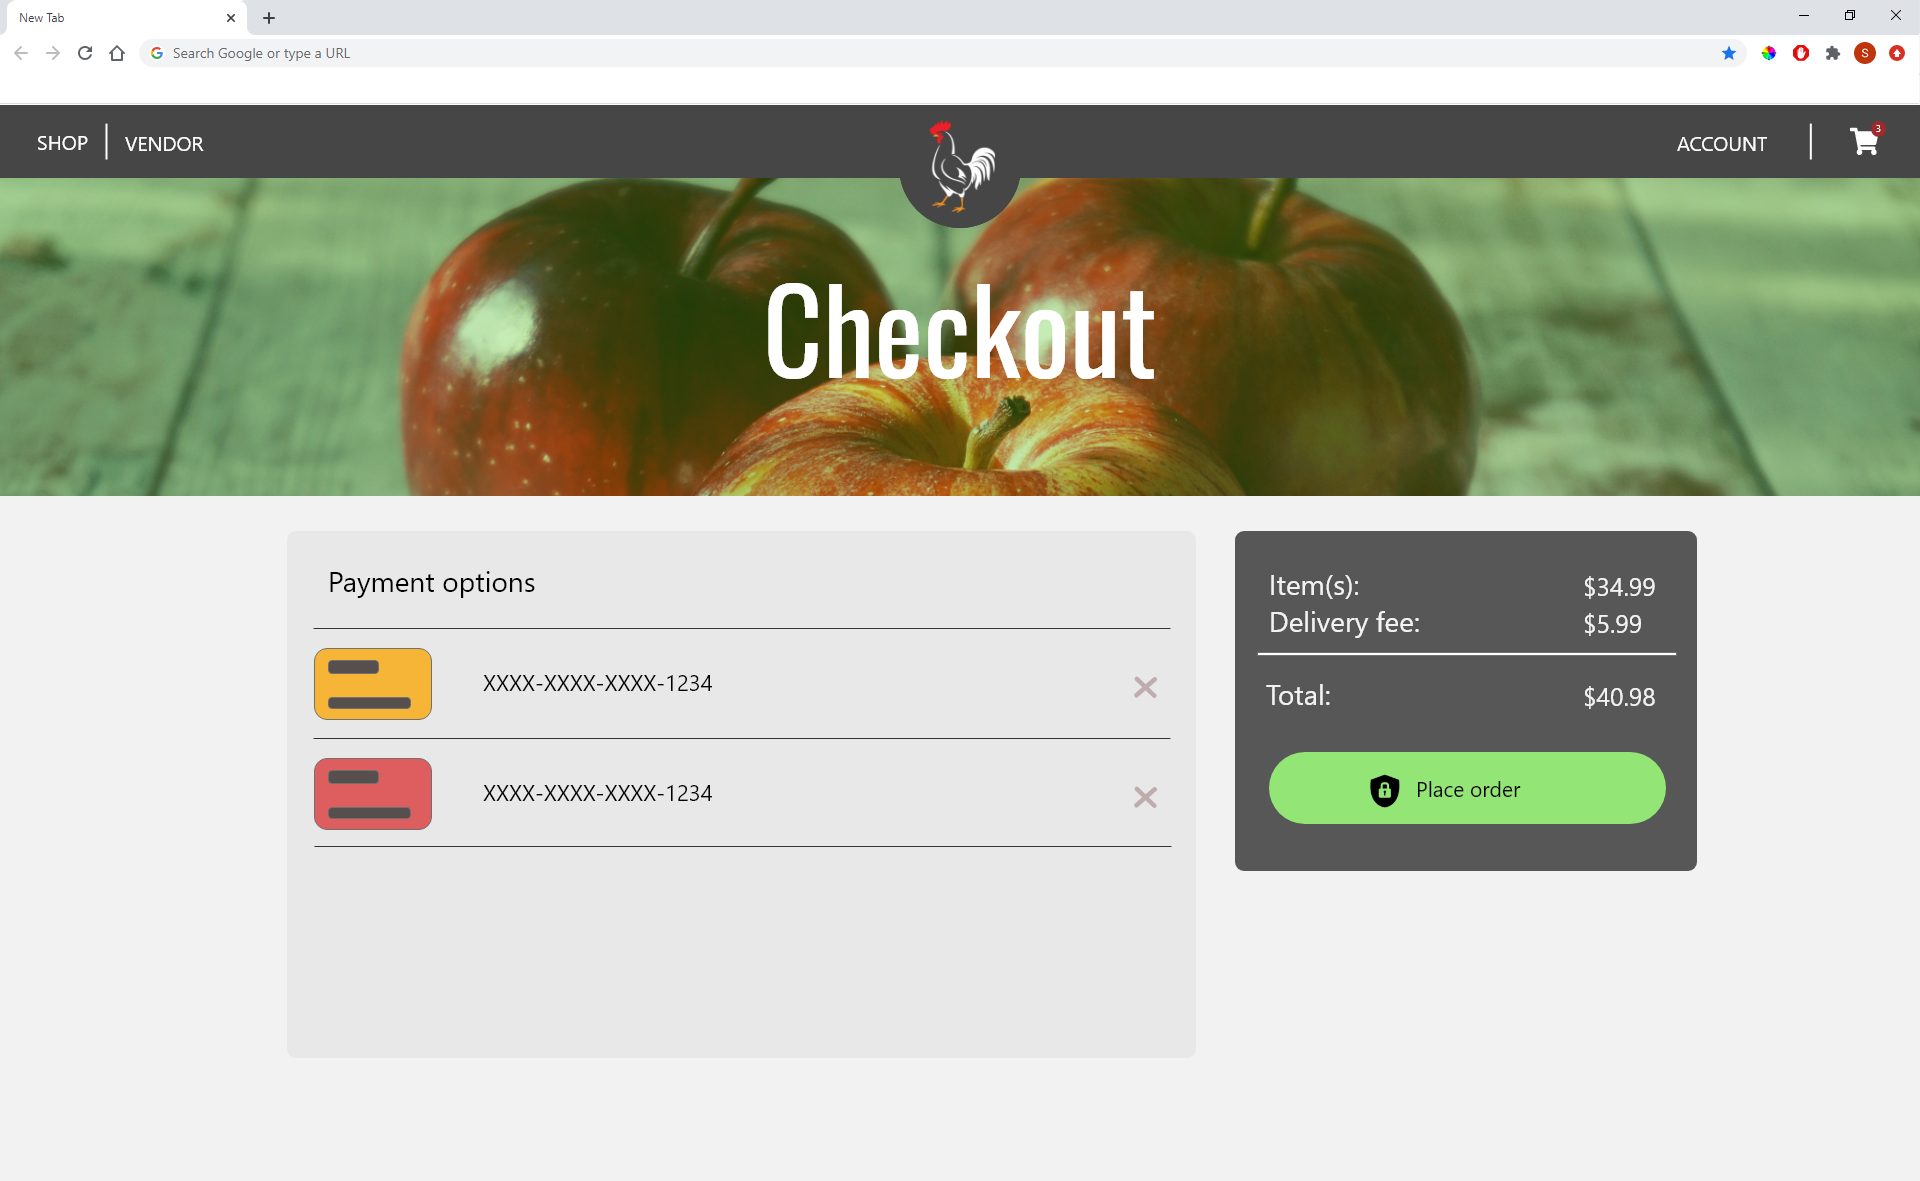 New Tab
Search Google or type a URL
S
SHOP
VENDOR
ACCOUNT
3
Checkout
Payment options
XXXX-XXXX-XXXX-1234
XXXX-XXXX-XXXX-1234
Item(s): $34.99
Delivery fee: $5.99
Total: $40.98
Place order